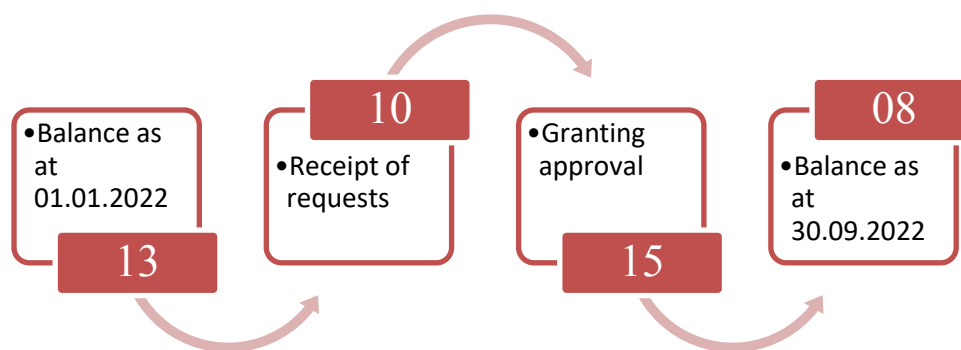 •Balance as
at
01.01.2022
13
10
•Receipt of
requests
•Granting
approval
15
08
•Balance as
at
30.09.2022